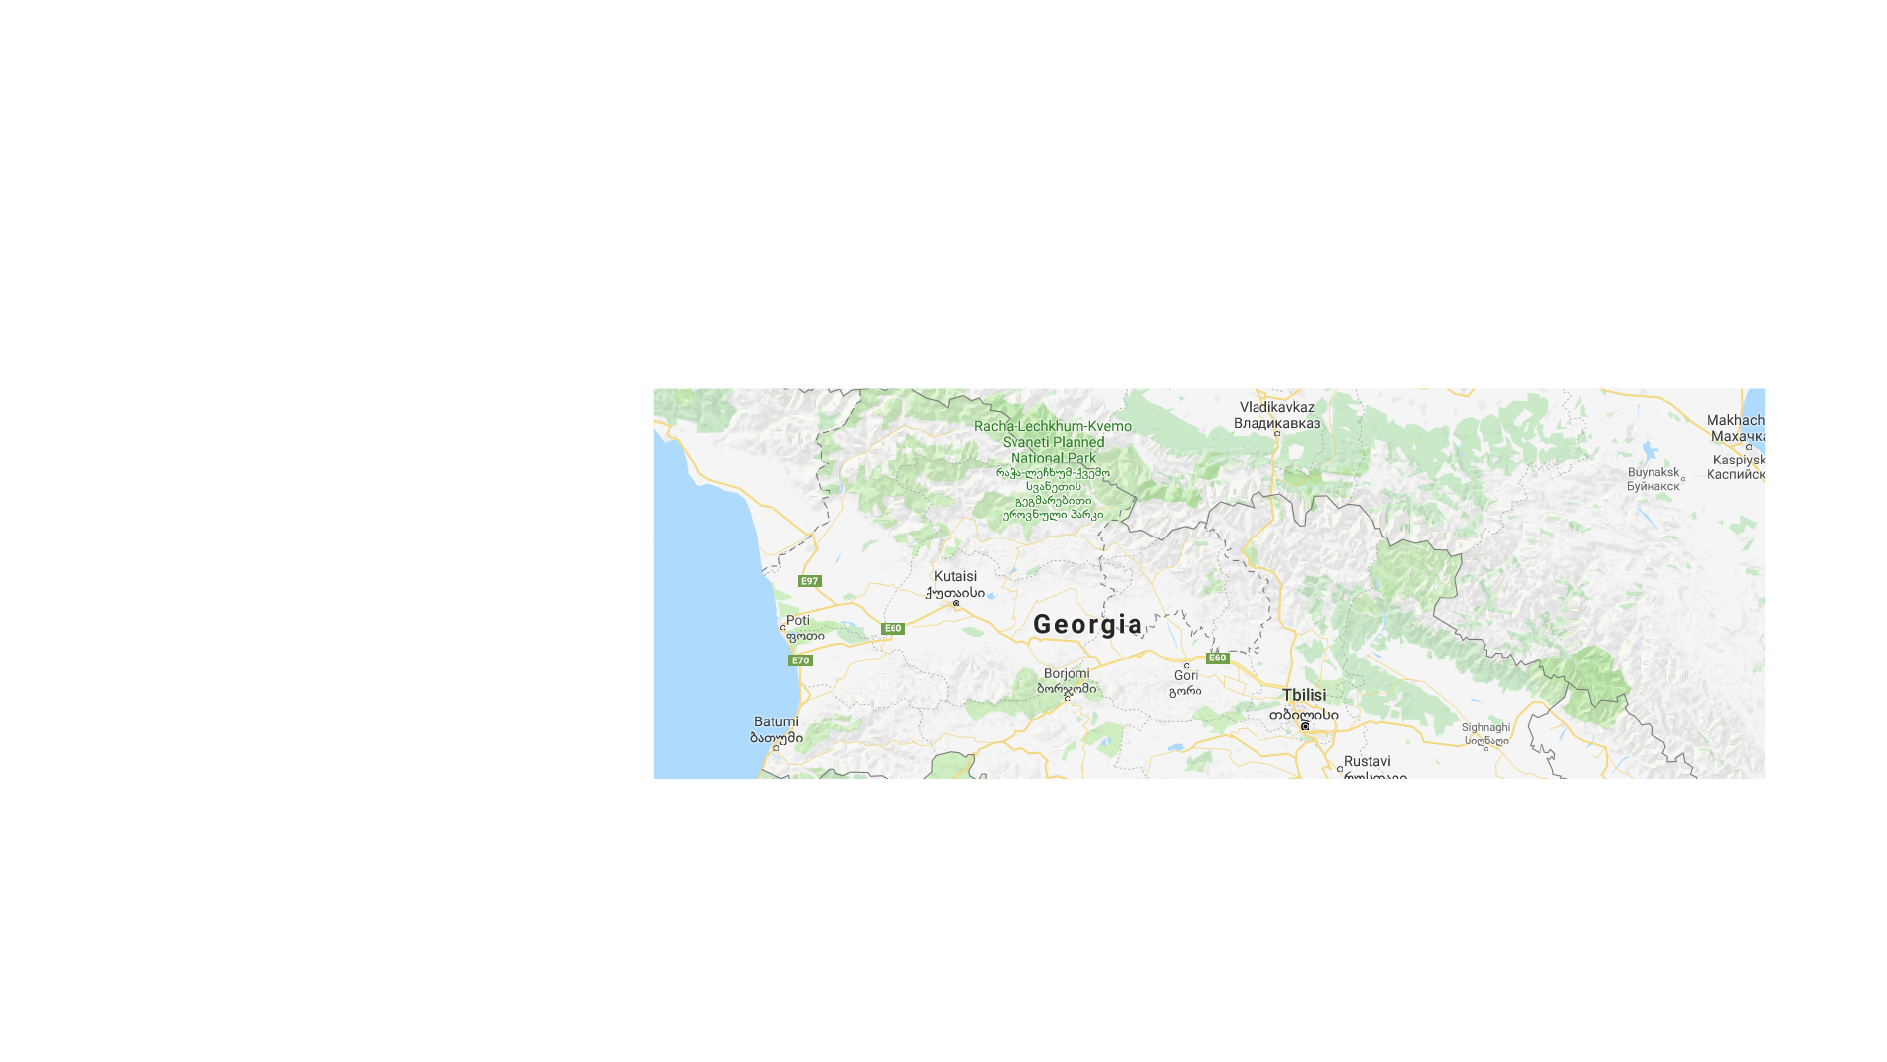 Vladikavkaz
Владикавказ
Makhach
Махачка
Racha-Lechkhum-Kvemo
Svaneti Planned
National Park
რაჭა-ლეჩხუმ-ქვემო
სვანეთის
გეგმარებითი
ეროვნული პარკი
Kaspiysk
Каспийск
Buynaksk
Буйнакск
E97
Kutaisi
ქუთაისი
Georgia
Poti
ფოთი
E60
E70
E60
Borjomi
ბორჯომი
Gori
გორი
Tbilisi
თბილისი
Batumi
ბათუმი
Sighnaghi
სიღნაღი
Rustavi
რუსთავი